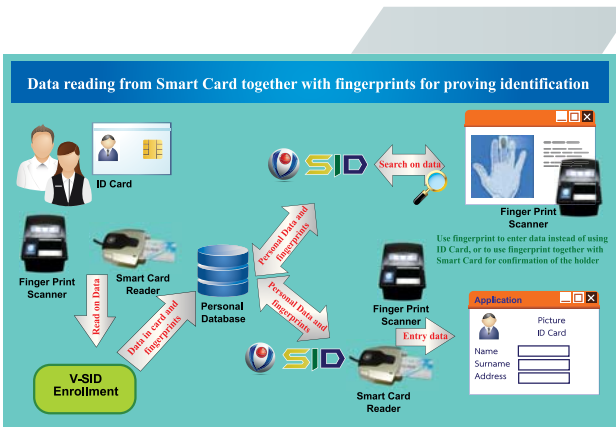 Data reading from Smart Card together with fingerprints for proving identification
ID Card
Finger Print
Scanner
Smart Card
Reader
Read on Data
V-SID
Enrollment
Data in card and
fingerprints
Personal
Database
Personal Data and
fingerprints
Personal Data and
fingerprints
SID
Search on data
Finger Print
Scanner
Use fingerprint to enter data instead of using
ID Card, or to use fingerprint together with
Smart Card for confirmation of the holder
SID
Finger Print
Scanner
Smart Card
Reader
Entry data
Application
Picture
ID Card
Name
Surname
Address